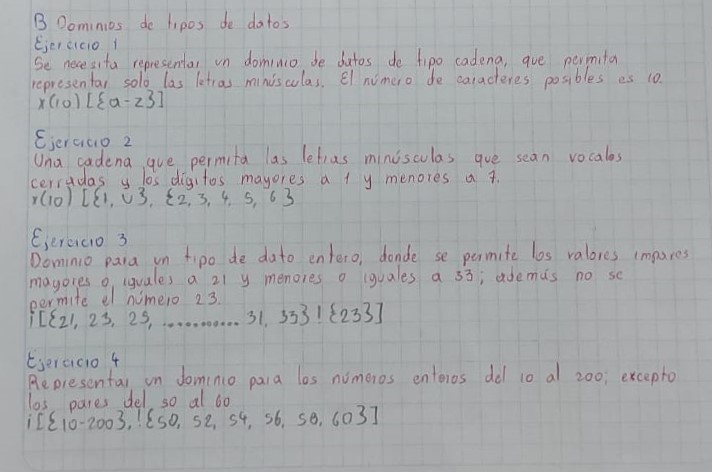 B Dominios de tipos de datos
Ejercicio 1
Se necesita representar un dominio de datos de tipo cadena, que permita
representar solo las letras minúsculas. El número de caracteres posibles es 10.
x(10) [{a-z}]
Ejercicio 2
Una cadena que permita las letras minúsculas que sean vocales
cerradas y los dígitos mayores a 1 y menores a 7.
x(10) [{i, u}, {2, 3, 4, 5, 6}
Ejercicio 3
Dominio para un tipo de dato entero, donde se permite los valores impares
mayores o iguales a 21 y menores o iguales a 33; además no se
permite el número 23.
i[{21, 23, 25, ............ 31, 33}!{23}]
Ejercicio 4
Representar un dominio para los números enteros del 10 al 200; excepto
los pares del 50 al 60
i[{10-200},!{50, 52, 54, 56, 58, 60}]